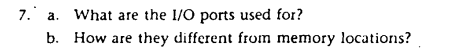 7. a. What are the I/O ports used for?
b. How are they different from memory locations?